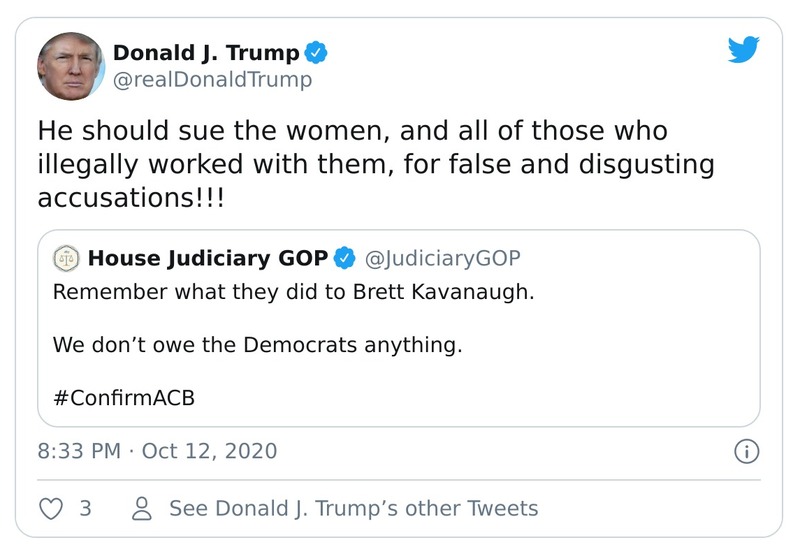 Donald J. Trump
@realDonaldTrump
He should sue the women, and all of those who
illegally worked with them, for false and disgusting
accusations!!!
House Judiciary GOP @JudiciaryGOP
Remember what they did to Brett Kavanaugh.
We don’t owe the Democrats anything.
#ConfirmACB
8:33 PM · Oct 12, 2020
3 See Donald J. Trump’s other Tweets